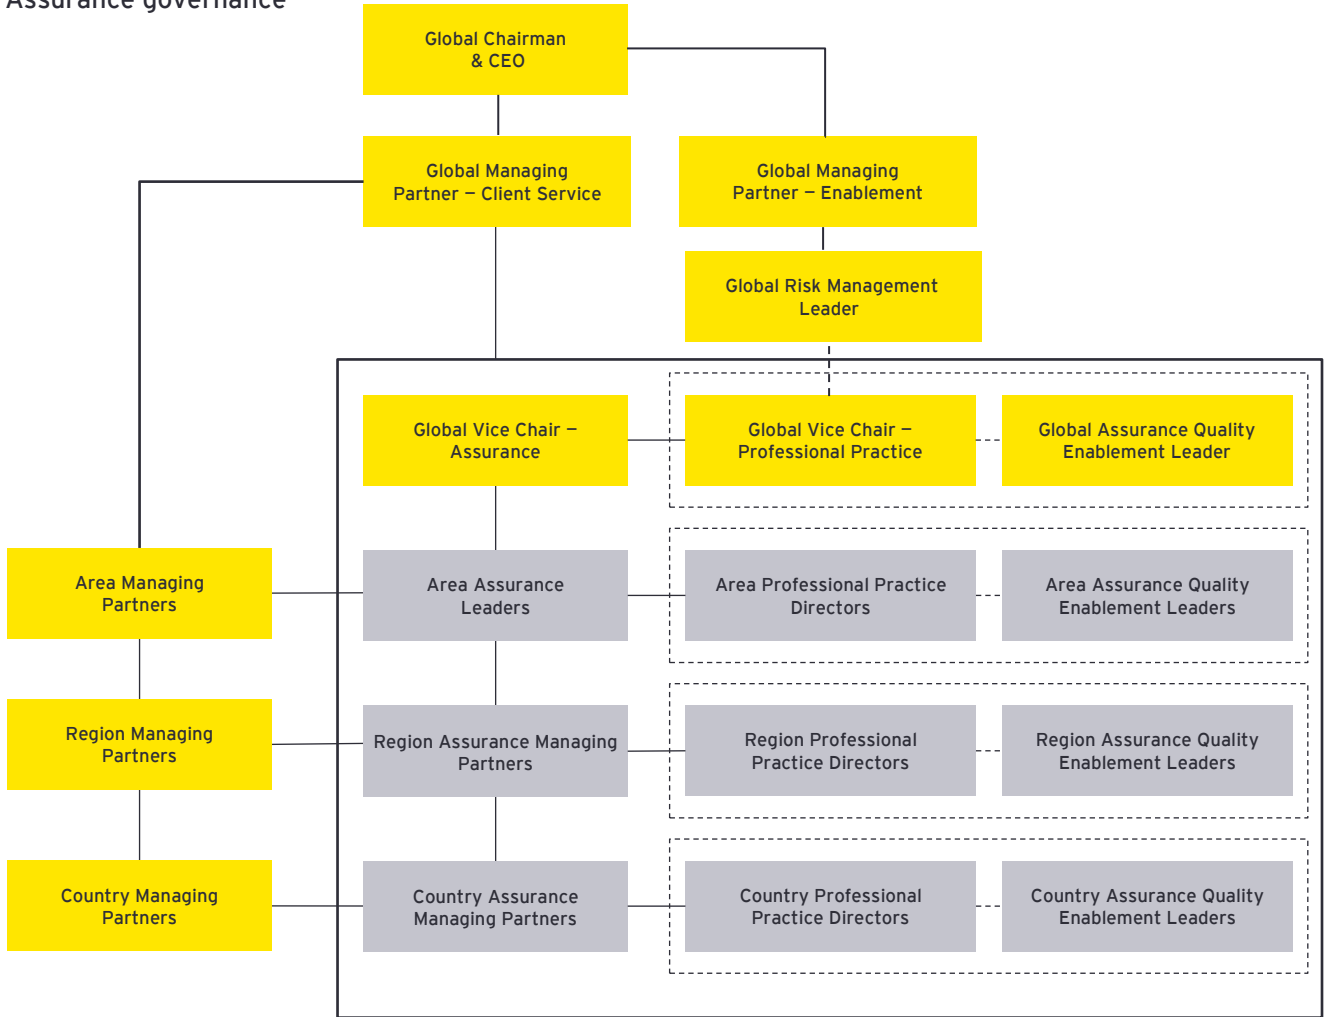 Assurance governance
Global Chairman
& CEO
Global Managing
Partner – Client Service
Global Managing
Partner – Enablement
Global Risk Management
Leader
Global Vice Chair –
Assurance
Global Vice Chair –
Professional Practice
Global Assurance Quality
Enablement Leader
Area Managing
Partners
Area Assurance
Leaders
Area Professional Practice
Directors
Area Assurance Quality
Enablement Leaders
Region Managing
Partners
Region Assurance Managing
Partners
Region Professional
Practice Directors
Region Assurance Quality
Enablement Leaders
Country Managing
Partners
Country Assurance
Managing Partners
Country Professional
Practice Directors
Country Assurance Quality
Enablement Leaders